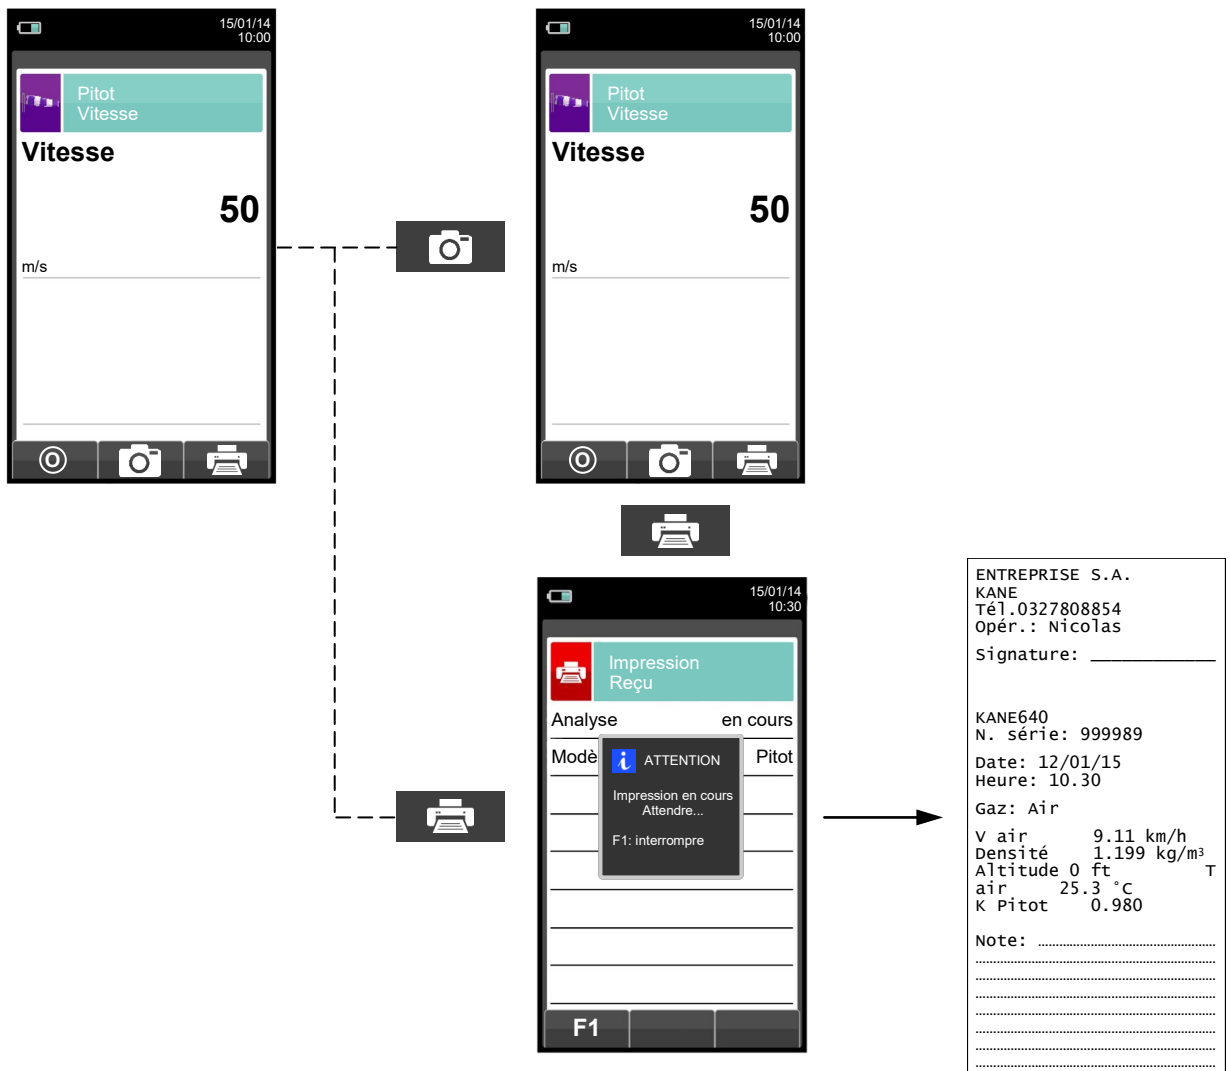 15/01/14
10:00
Pitot
Vitesse
Vitesse
50
m/s
15/01/14
10:00
Pitot
Vitesse
Vitesse
50
m/s
15/01/14
10:30
Impression
Reçu
Analyse en cours
Modè Pitot
i ATTENTION
Impression en cours
Attendre...
F1: interrompre
F1
ENTREPRISE S.A.
KANE
Tél.0327808854
Opér.: Nicolas
Signature: ____________
KANE640
N. série: 999989
Date: 12/01/15
Heure: 10.30
Gaz: Air
V air 9.11 km/h
Densité 1.199 kg/m³
Altitude 0 ft T
air 25.3 °C
K Pitot 0.980
Note: ................................................